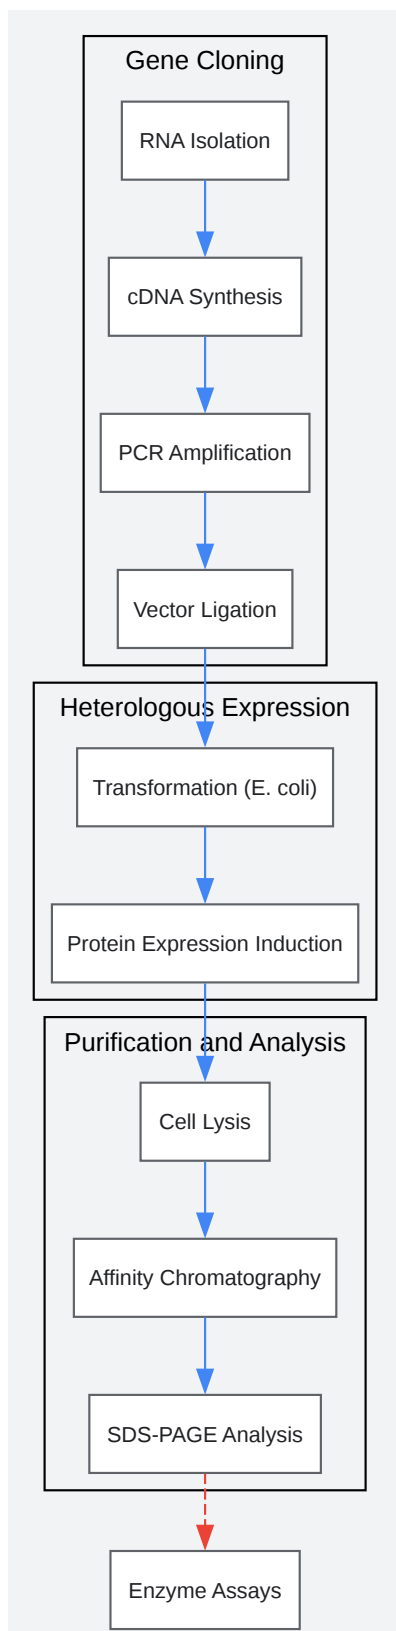 Gene Cloning
RNA Isolation
cDNA Synthesis
PCR Amplification
Vector Ligation
Heterologous Expression
Transformation (E. coli)
Protein Expression Induction
Purification and Analysis
Cell Lysis
Affinity Chromatography
SDS-PAGE Analysis
Enzyme Assays